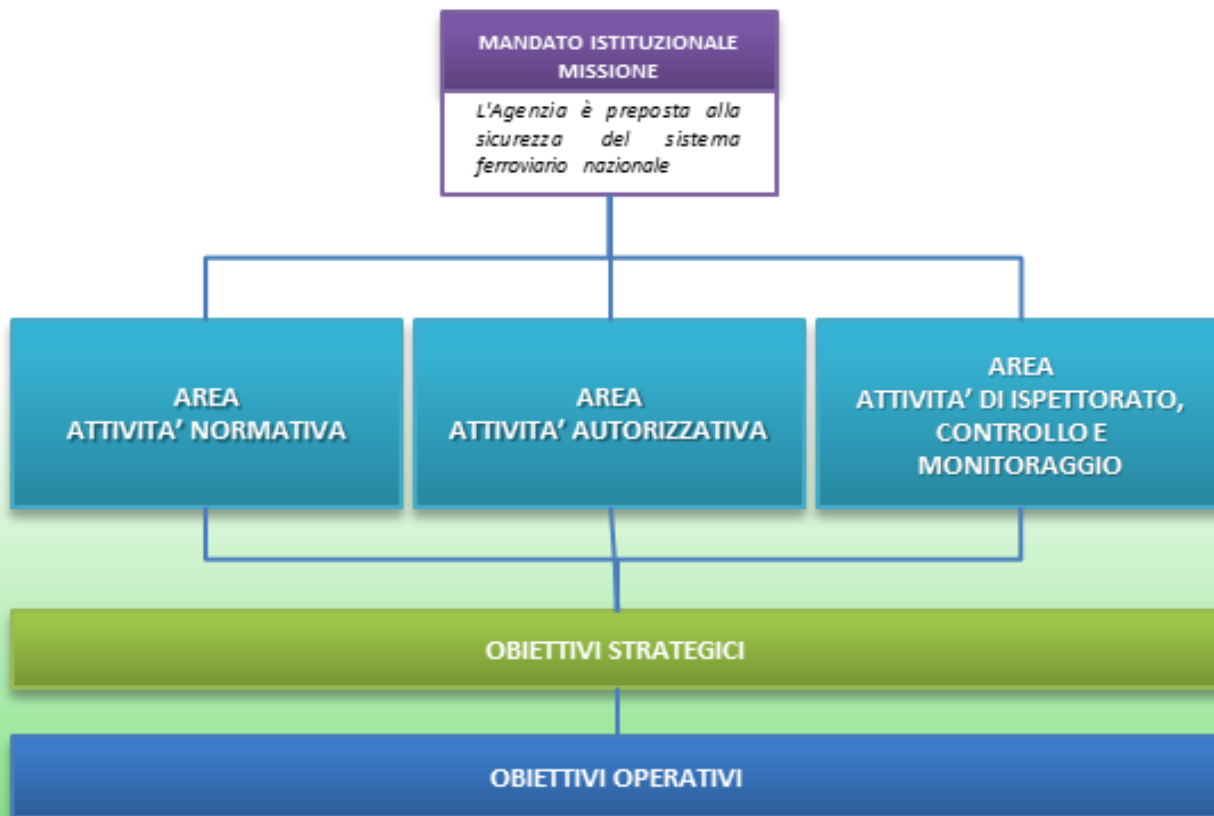 MANDATO ISTITUZIONALE
MISSIONE
L'Agenzia è preposta alla
sicurezza del sistema
ferroviario nazionale
AREA
ATTIVITA’ NORMATIVA
AREA
ATTIVITA’ AUTORIZZATIVA
AREA
ATTIVITA’ DI ISPETTORATO,
CONTROLLO E
MONITORAGGIO
OBIETTIVI STRATEGICI
OBIETTIVI OPERATIVI